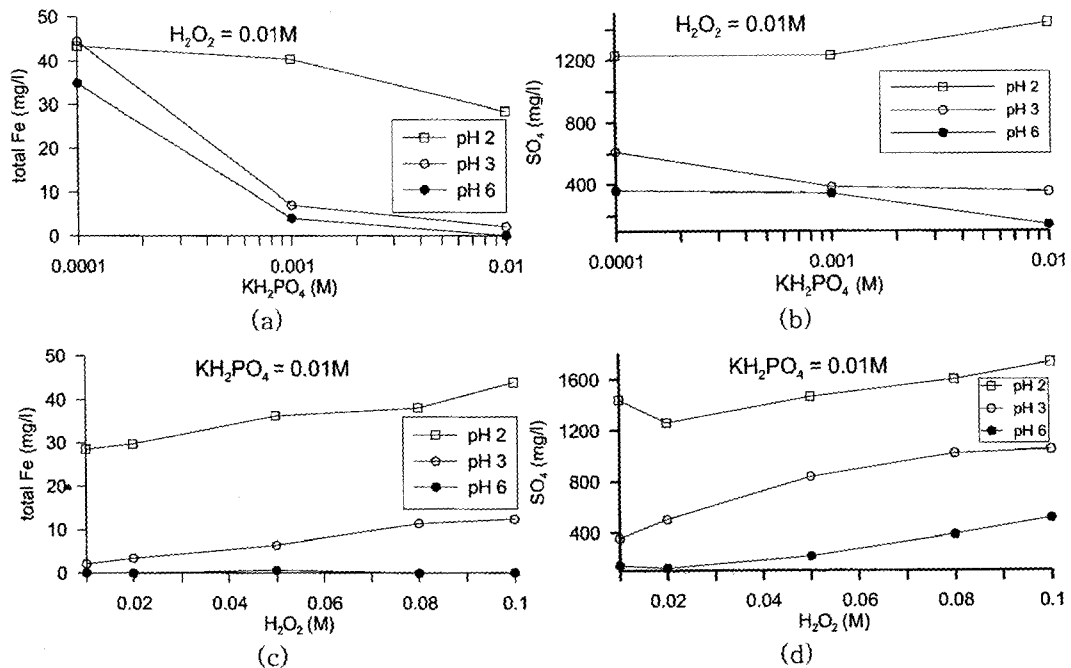 H₂O₂ = 0.01M
total Fe (mg/l)
50
40
30
20
10
0
pH 2
pH 3
pH 6
0.0001
0.001
0.01
KH₂PO₄ (M)
(a)
H₂O₂ = 0.01M
SO₄ (mg/l)
1200
800
400
pH 2
pH 3
pH 6
0.0001
0.001
0.01
KH₂PO₄ (M)
(b)
KH₂PO₄ = 0.01M
total Fe (mg/l)
50
40
30
20
10
0
pH 2
pH 3
pH 6
0.02
0.04
0.06
0.08
0.1
H₂O₂ (M)
(c)
KH₂PO₄ = 0.01M
SO₄ (mg/l)
1600
1200
800
400
pH 2
pH 3
pH 6
0.02
0.04
0.06
0.08
0.1
H₂O₂ (M)
(d)